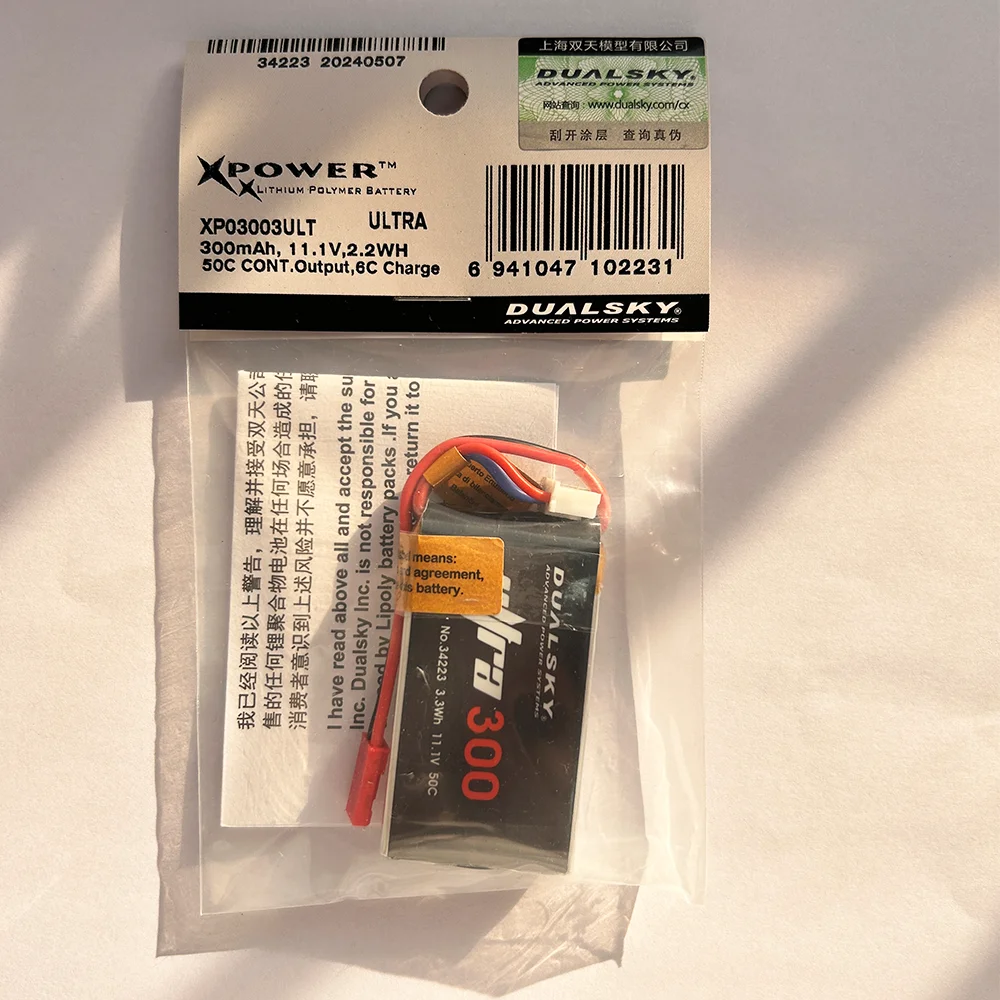 34223 20240507
上海双天模型有限公司
DUALSKY®
ADVANCED POWER SYSTEMS
网站查询:www.dualsky.com/cx
刮开涂层 查询真伪
XPOWER™
LITHIUM POLYMER BATTERY
XP03003ULT ULTRA
300mAh, 11.1V,2.2WH
50C CONT.Output,6C Charge
6 941047 102231
DUALSKY®
ADVANCED POWER SYSTEMS
我已经阅读以上警告，理解并接受双天公司
售的任何锂聚合物电池在任何场合造成的任
消费者意识到上述风险并不愿意承担，请联
I have read above all and accept the su
Inc. Dualsky Inc. is not responsible for
ced by Lipoly battery packs .If you a
return it to
means:
agreement,
battery.
DUALSKY®
ADVANCED POWER SYSTEMS
ultra 300
No.34223 3.3Wh 11.1V 50C